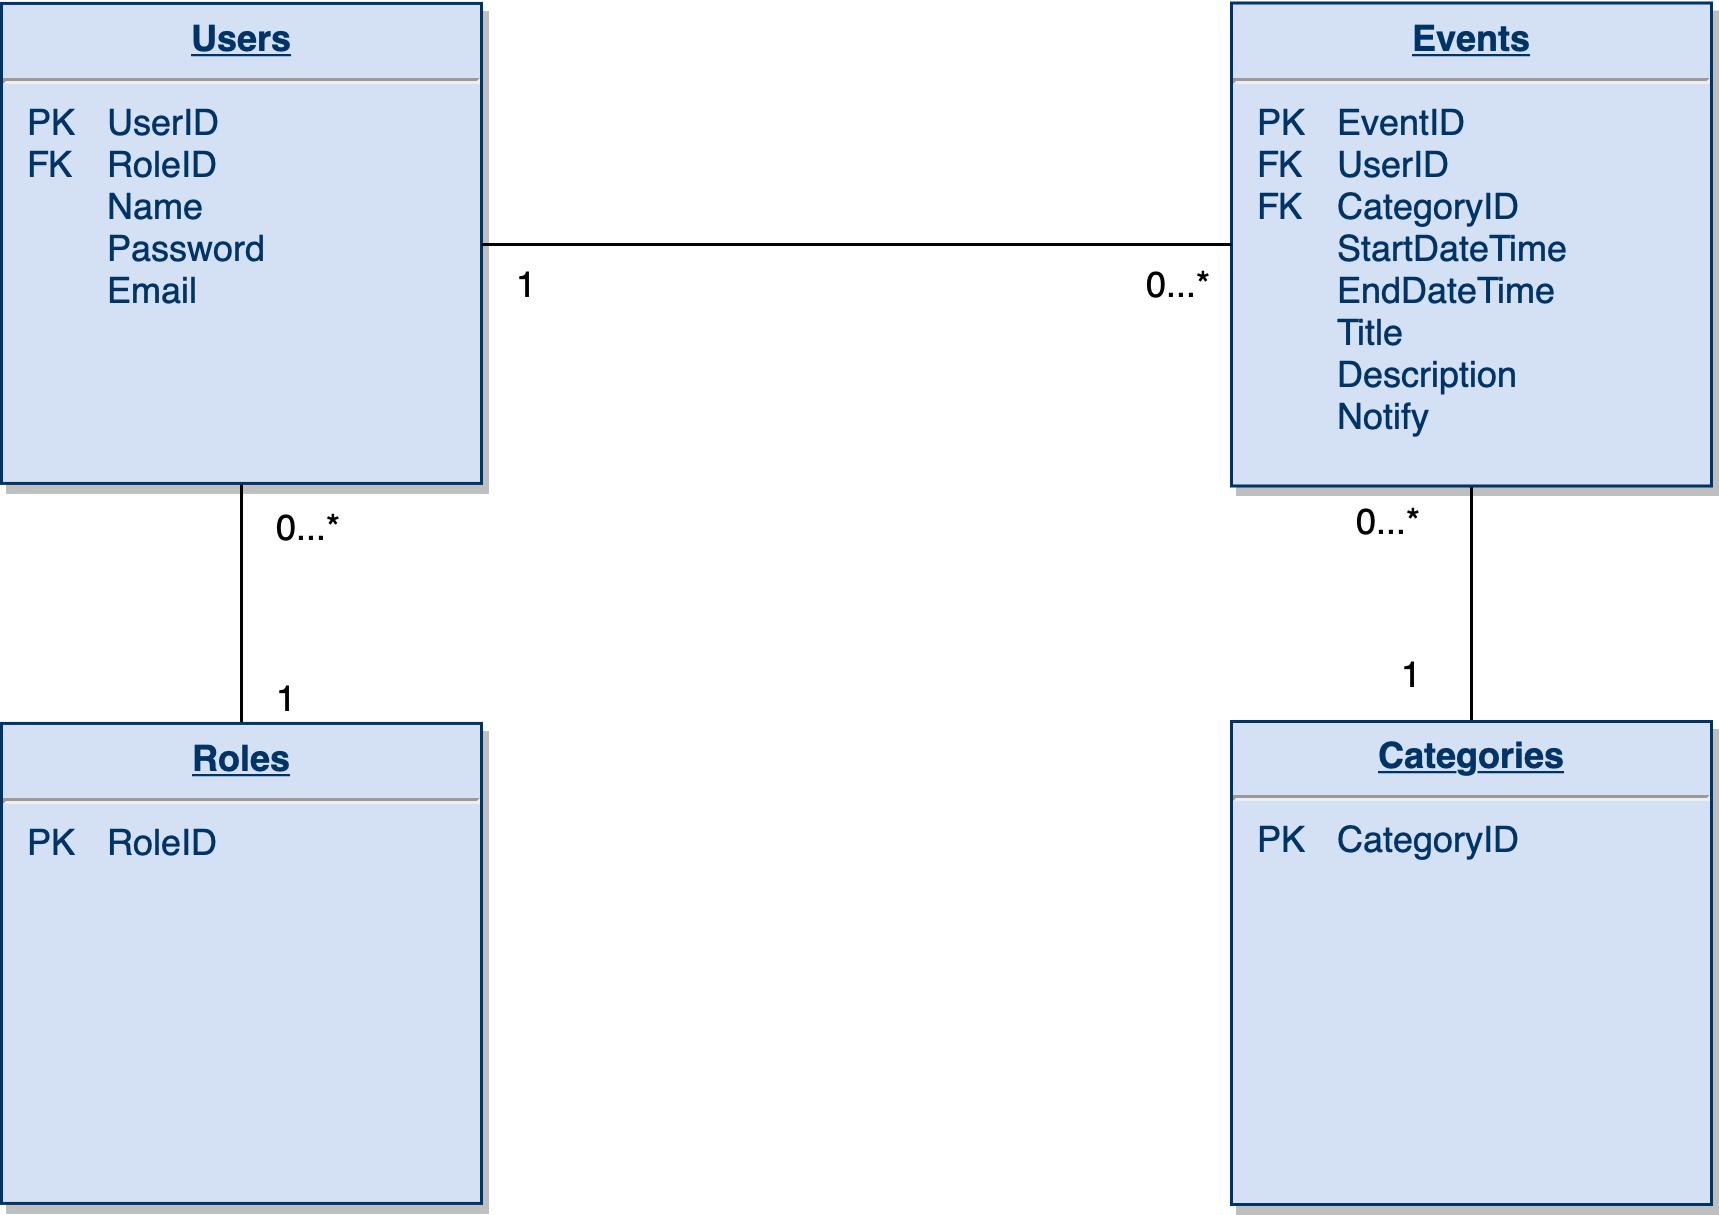 Users
PK UserID
FK RoleID
Name
Password
Email
1
0...*
Events
PK EventID
FK UserID
FK CategoryID
StartDateTime
EndDateTime
Title
Description
Notify
0...*
1
Roles
PK RoleID
0...*
1
Categories
PK CategoryID